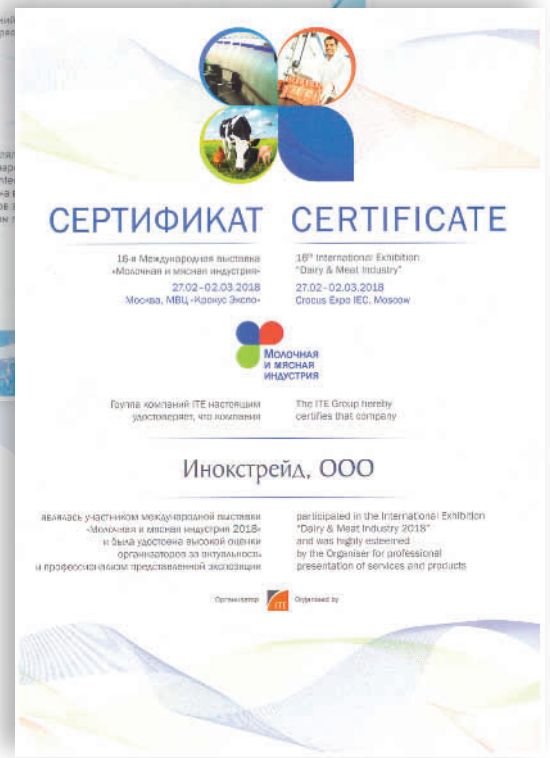 СЕРТИФИКАТ
16-я Международная выставка
«Молочная и мясная индустрия»
27.02–02.03.2018
Москва, МВЦ «Крокус Экспо»
CERTIFICATE
16th International Exhibition
"Dairy & Meat Industry"
27.02–02.03.2018
Crocus Expo IEC, Moscow
МОЛОЧНАЯ
И МЯСНАЯ
ИНДУСТРИЯ
Группа компаний ITE настоящим
удостоверяет, что компания
The ITE Group hereby
certifies that company
Инокстрейд, ООО
являлась участником международной выставки
«Молочная и мясная индустрия 2018»
и была удостоена высокой оценки
организаторов за актуальность
и профессионализм представленной экспозиции
participated in the International Exhibition
"Dairy & Meat Industry 2018"
and was highly esteemed
by the Organiser for professional
presentation of services and products
Организатор ITE Organised by